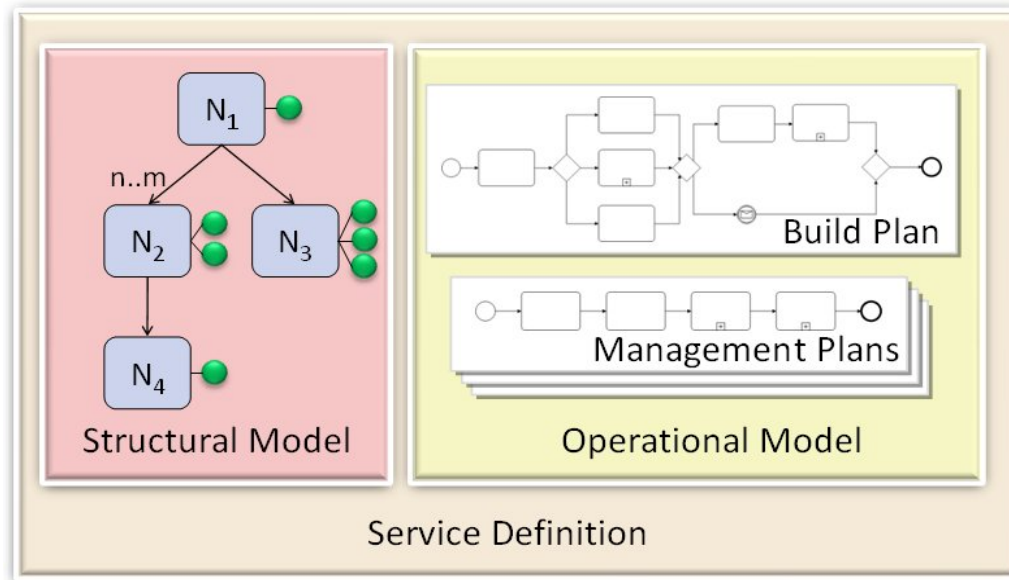 N₁
n..m
N₂
N₃
N₄
Structural Model
Build Plan
Management Plans
Operational Model
Service Definition